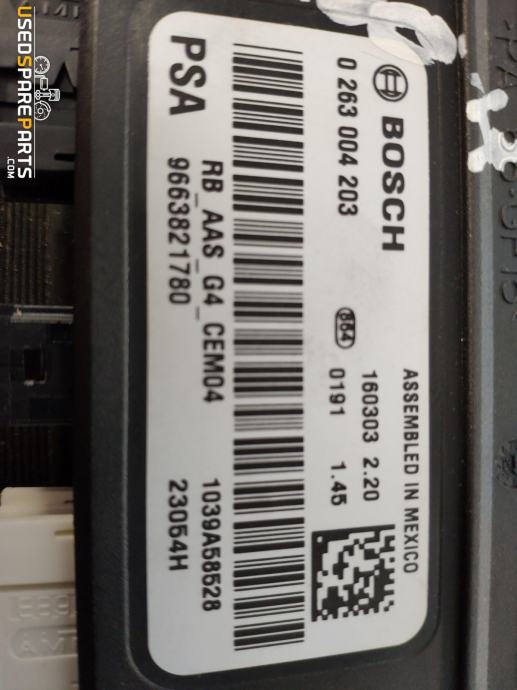 USEDSPAREPARTS
.COM
BOSCH
ASSEMBLED IN MEXICO
0 263 004 203
884
160303 2.20
0191 1.45
PSA
RB_AAS_G4_CEM04
1039A58528
9663821780
23054H